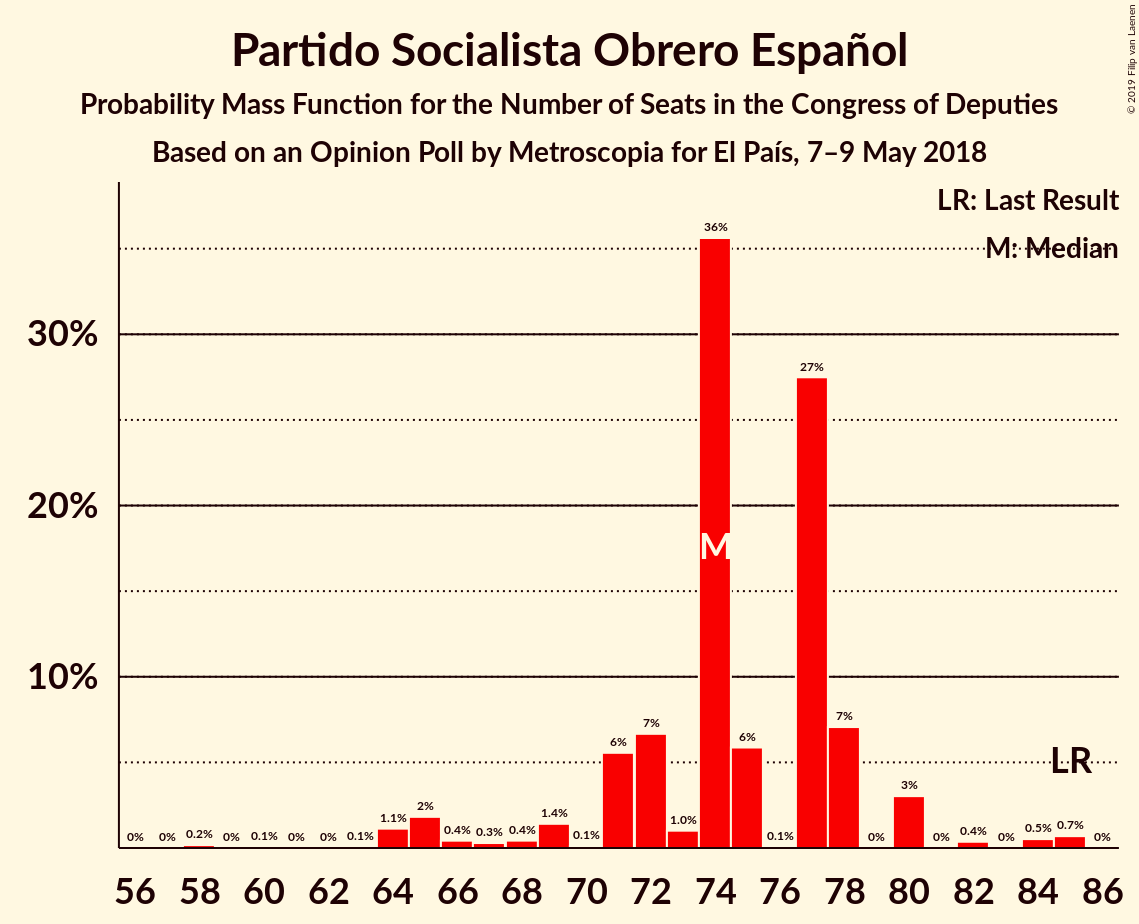 Partido Socialista Obrero Español
Probability Mass Function for the Number of Seats in the Congress of Deputies
Based on an Opinion Poll by Metroscopia for El País, 7–9 May 2018
© 2019 Filip van Laenen
LR: Last Result
M: Median
30%
20%
10%
0% 0% 0.2% 0% 0.1% 0% 0% 0.1% 1.1% 2% 0.4% 0.3% 0.4% 1.4% 0.1% 6% 7% 1.0% 36% 6% 0.1% 27% 7% 0% 3% 0% 0.4% 0% 0.5% 0.7% 0%
M
LR
56 58 60 62 64 66 68 70 72 74 76 78 80 82 84 86